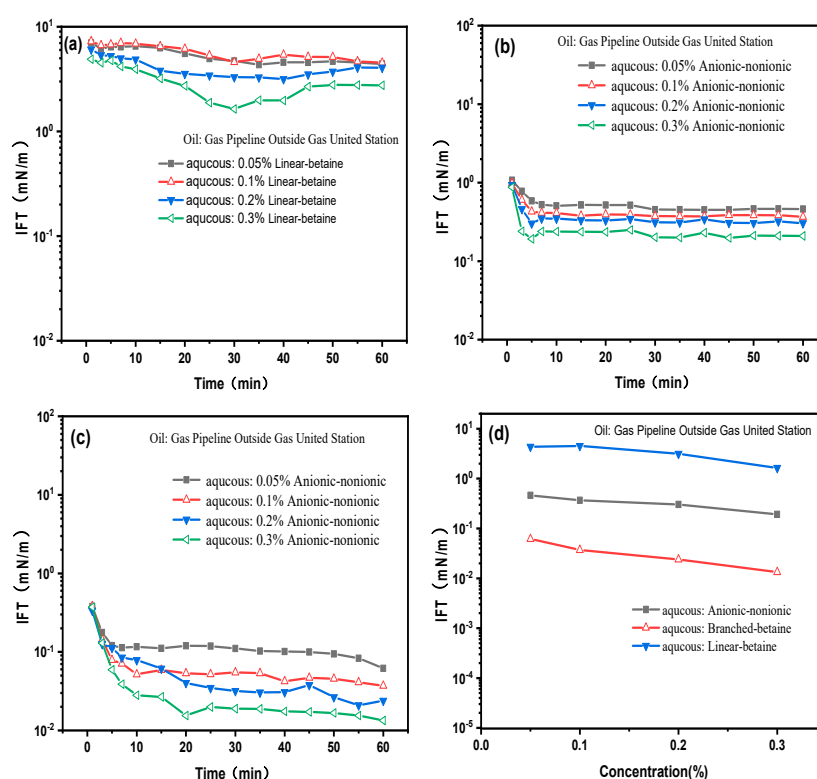 (a)
10^1
10^0
10^-1
10^-2
IFT (mN/m)
Oil: Gas Pipeline Outside Gas United Station
aqucous: 0.05% Linear-betaine
aqucous: 0.1% Linear-betaine
aqucous: 0.2% Linear-betaine
aqucous: 0.3% Linear-betaine
0 10 20 30 40 50 60
Time (min)
(b)
10^2
10^1
10^0
10^-1
10^-2
IFT (mN/m)
Oil: Gas Pipeline Outside Gas United Station
aqucous: 0.05% Anionic-nonionic
aqucous: 0.1% Anionic-nonionic
aqucous: 0.2% Anionic-nonionic
aqucous: 0.3% Anionic-nonionic
0 10 20 30 40 50 60
Time (min)
(c)
10^2
10^1
10^0
10^-1
10^-2
IFT (mN/m)
Oil: Gas Pipeline Outside Gas United Station
aqucous: 0.05% Anionic-nonionic
aqucous: 0.1% Anionic-nonionic
aqucous: 0.2% Anionic-nonionic
aqucous: 0.3% Anionic-nonionic
0 10 20 30 40 50 60
Time (min)
(d)
10^1
10^0
10^-1
10^-2
10^-3
10^-4
10^-5
IFT (mN/m)
Oil: Gas Pipeline Outside Gas United Station
aqucous: Anionic-nonionic
aqucous: Branched-betaine
aqucous: Linear-betaine
0.0 0.1 0.2 0.3
Concentration(%)